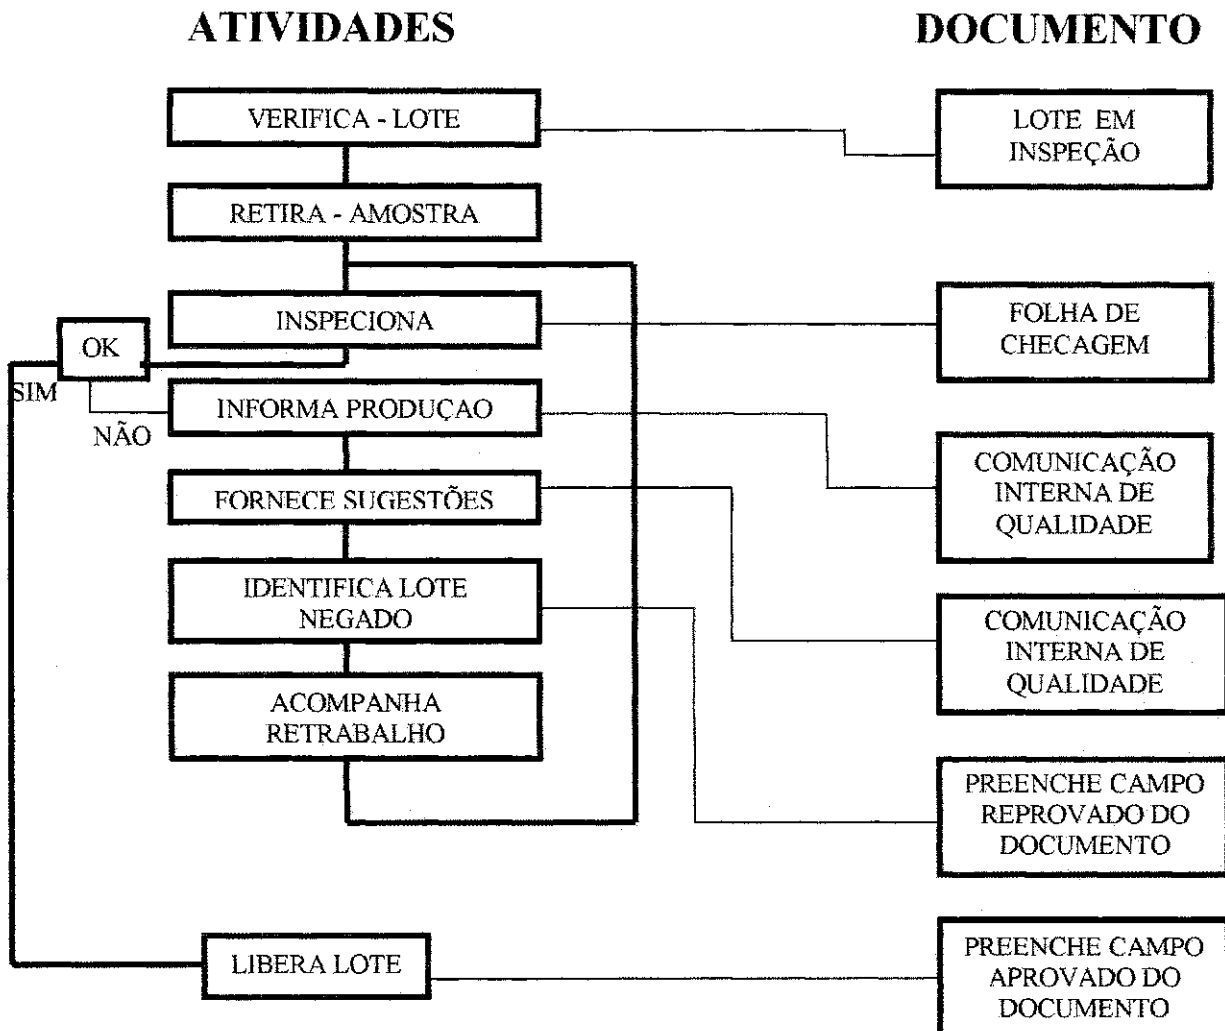 ATIVIDADES
DOCUMENTO
VERIFICA - LOTE
LOTE EM
INSPEÇÃO
RETIRA - AMOSTRA
INSPECIONA
FOLHA DE
CHECAGEM
OK
SIM
NÃO
INFORMA PRODUÇAO
COMUNICAÇÃO
INTERNA DE
QUALIDADE
FORNECE SUGESTÕES
COMUNICAÇÃO
INTERNA DE
QUALIDADE
IDENTIFICA LOTE
NEGADO
PREENCHE CAMPO
REPROVADO DO
DOCUMENTO
ACOMPANHA
RETRABALHO
LIBERA LOTE
PREENCHE CAMPO
APROVADO DO
DOCUMENTO